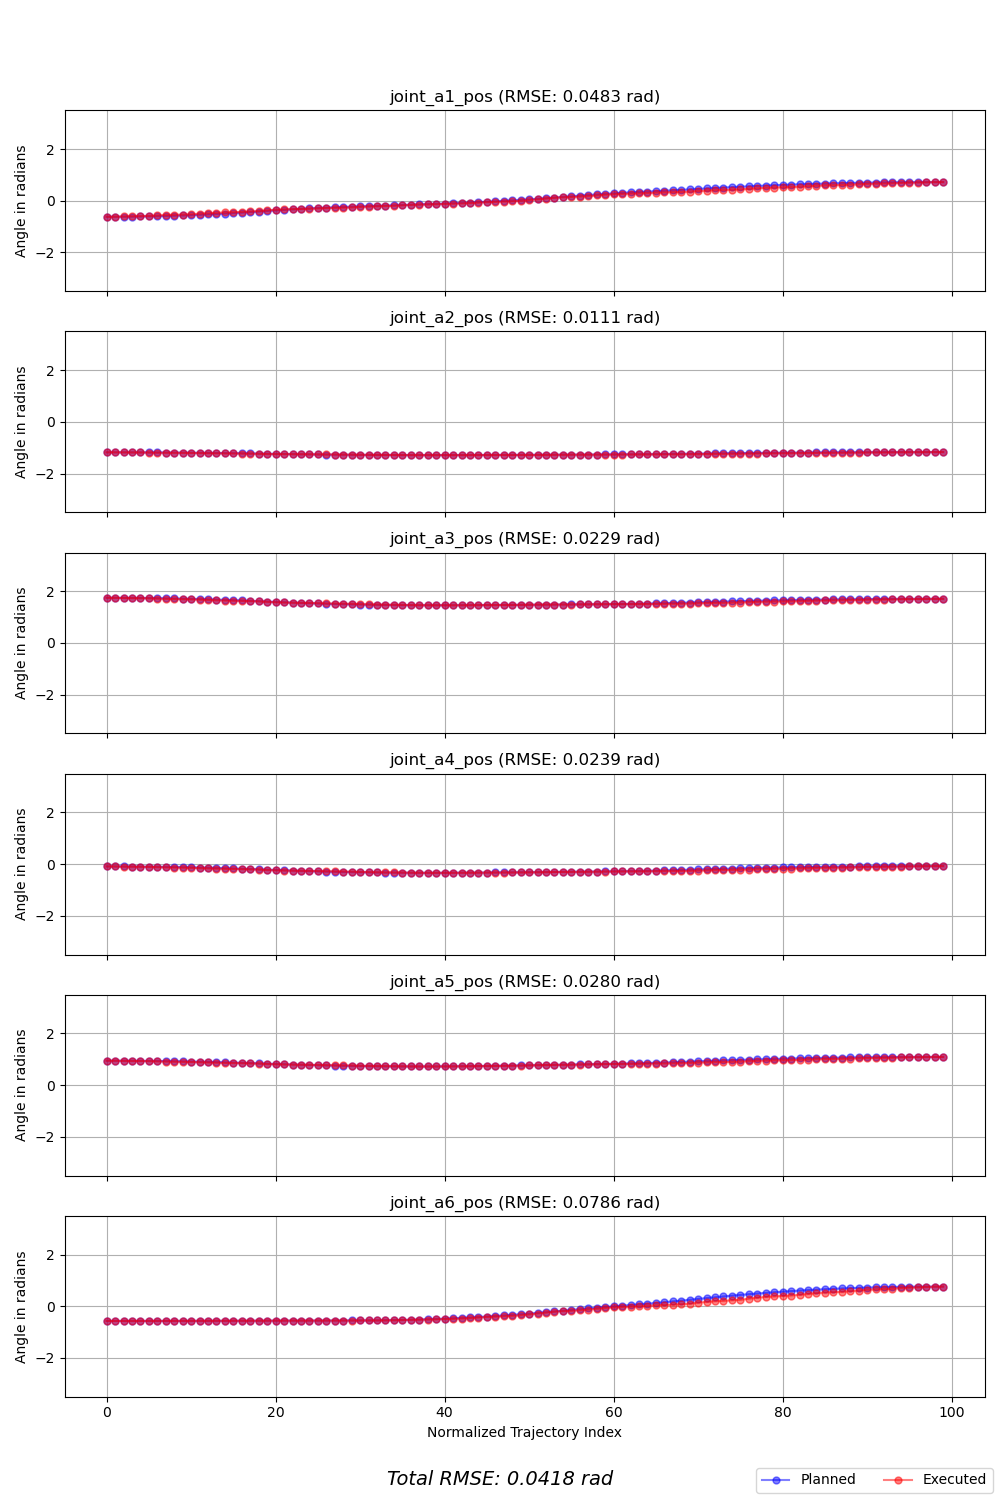 joint_a1_pos (RMSE: 0.0483 rad)
Angle in radians
2
0
−2
joint_a2_pos (RMSE: 0.0111 rad)
Angle in radians
2
0
−2
joint_a3_pos (RMSE: 0.0229 rad)
Angle in radians
2
0
−2
joint_a4_pos (RMSE: 0.0239 rad)
Angle in radians
2
0
−2
joint_a5_pos (RMSE: 0.0280 rad)
Angle in radians
2
0
−2
joint_a6_pos (RMSE: 0.0786 rad)
Angle in radians
2
0
−2
0 20 40 60 80 100
Normalized Trajectory Index
Total RMSE: 0.0418 rad
Planned Executed